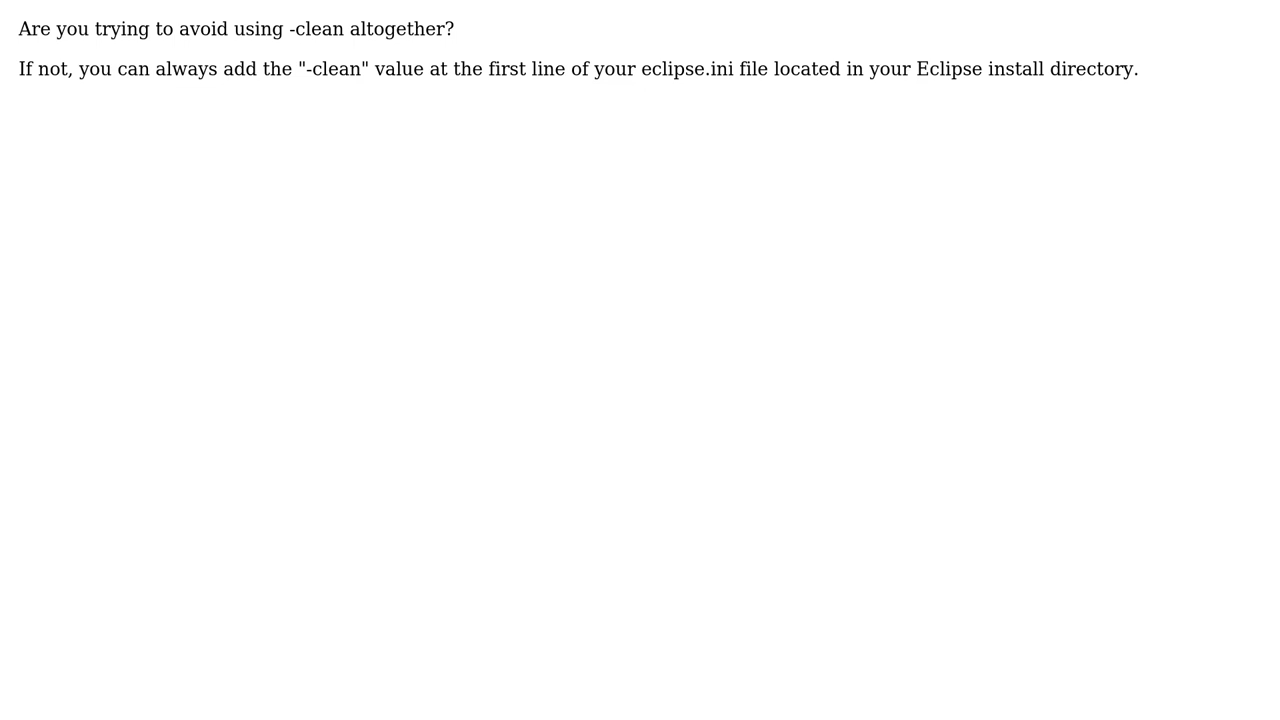 Are you trying to avoid using -clean altogether?
If not, you can always add the "-clean" value at the first line of your eclipse.ini file located in your Eclipse install directory.